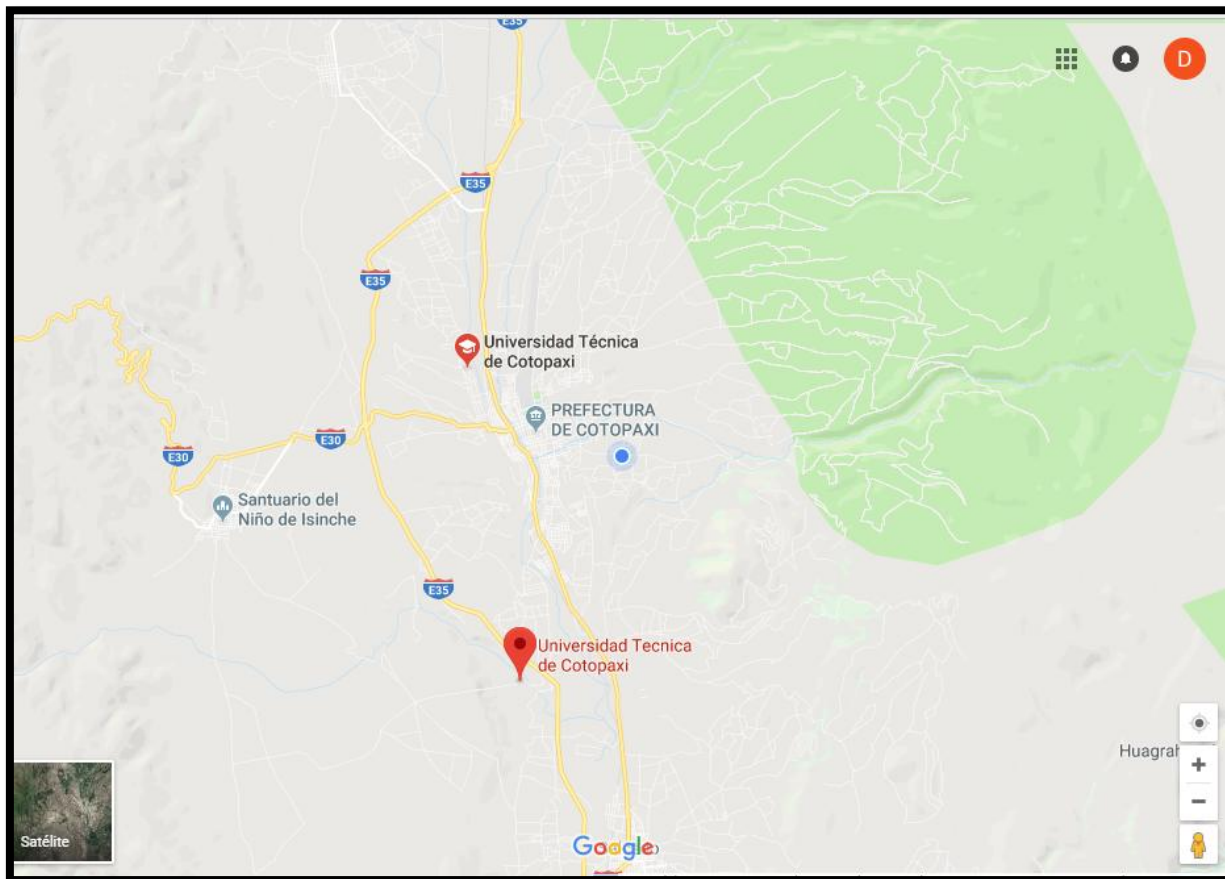 E35
D
E35
E35
Universidad Técnica
de Cotopaxi
PREFECTURA
DE COTOPAXI
E30
E30
Santuario del
Niño de Isinche
E35
Universidad Tecnica
de Cotopaxi
Satélite
Google
E35